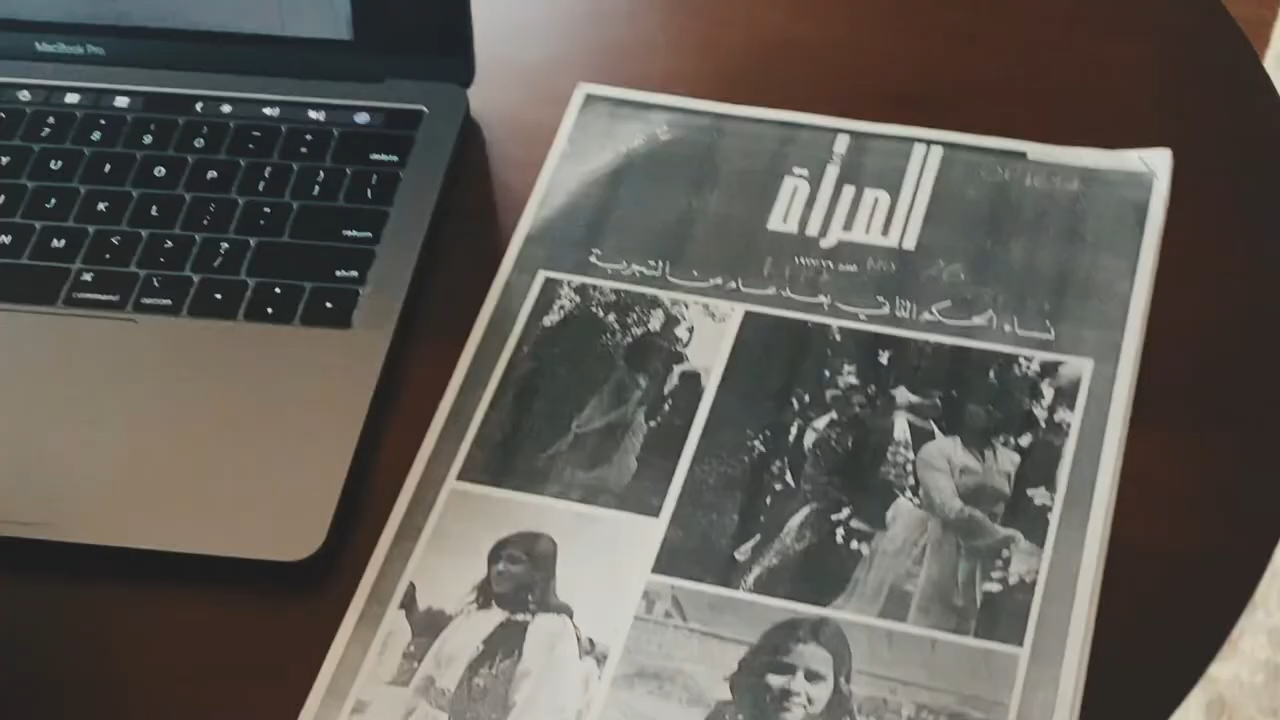 MacBook Pro
delete
return
shift
command
option
المرأة
نساء الحكم الذاتي بعد عام من التجربة